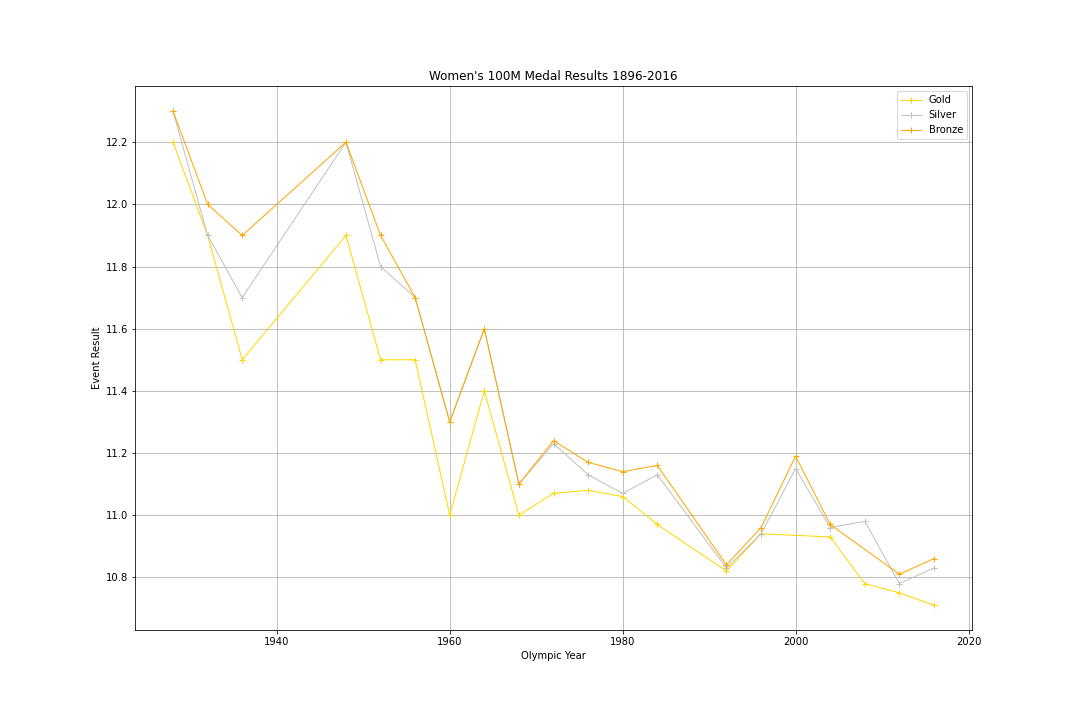 Women's 100M Medal Results 1896-2016
Gold
Silver
Bronze
12.2
12.0
11.8
11.6
11.4
11.2
11.0
10.8
Event Result
1940
1960
1980
2000
2020
Olympic Year